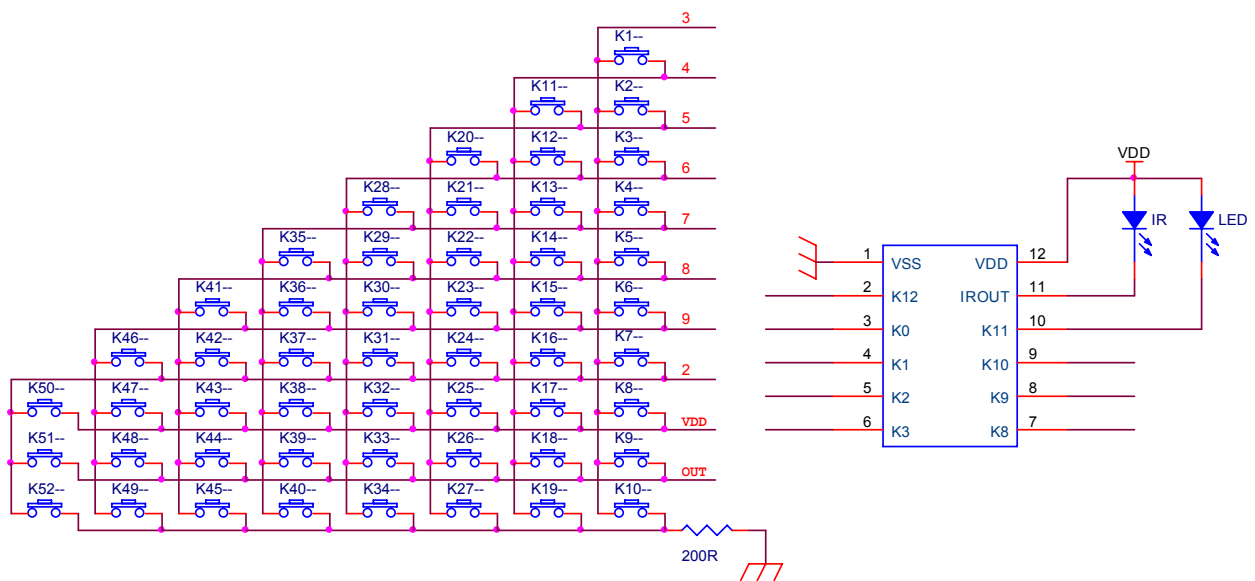 3
K1--
4
K11-- K2--
5
K20-- K12-- K3--
6
K28-- K21-- K13-- K4--
7
K35-- K29-- K22-- K14-- K5--
8
K41-- K36-- K30-- K23-- K15-- K6--
9
K46-- K42-- K37-- K31-- K24-- K16-- K7--
2
K50-- K47-- K43-- K38-- K32-- K25-- K17-- K8--
VDD
K51-- K48-- K44-- K39-- K33-- K26-- K18-- K9--
OUT
K52-- K49-- K45-- K40-- K34-- K27-- K19-- K10--
200R
VDD
IR LED
1 VSS VDD 12
2 K12 IROUT 11
3 K0 K11 10
4 K1 K10 9
5 K2 K9 8
6 K3 K8 7